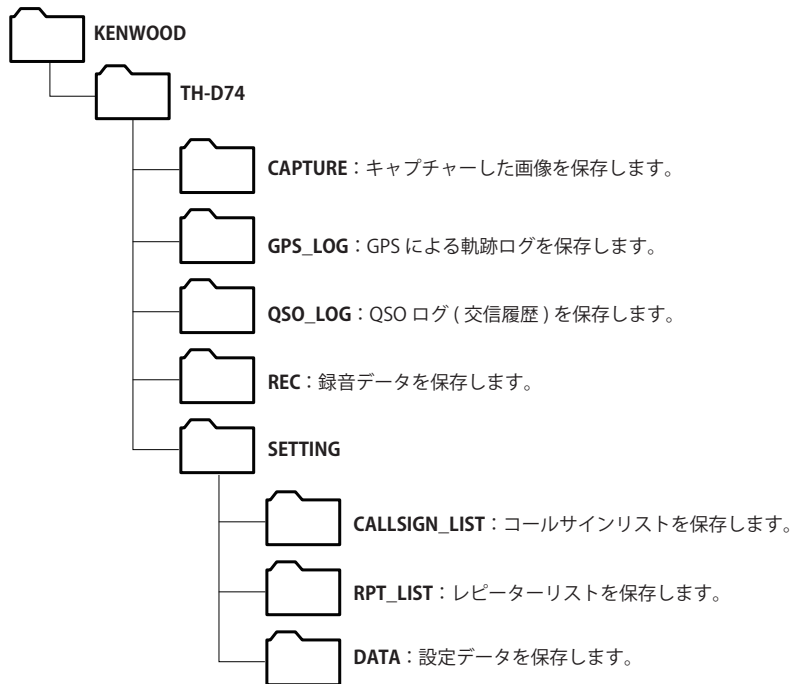 KENWOOD
TH-D74
CAPTURE：キャプチャーした画像を保存します。
GPS_LOG：GPS による軌跡ログを保存します。
QSO_LOG：QSO ログ ( 交信履歴 ) を保存します。
REC：録音データを保存します。
SETTING
CALLSIGN_LIST：コールサインリストを保存します。
RPT_LIST：レピーターリストを保存します。
DATA：設定データを保存します。